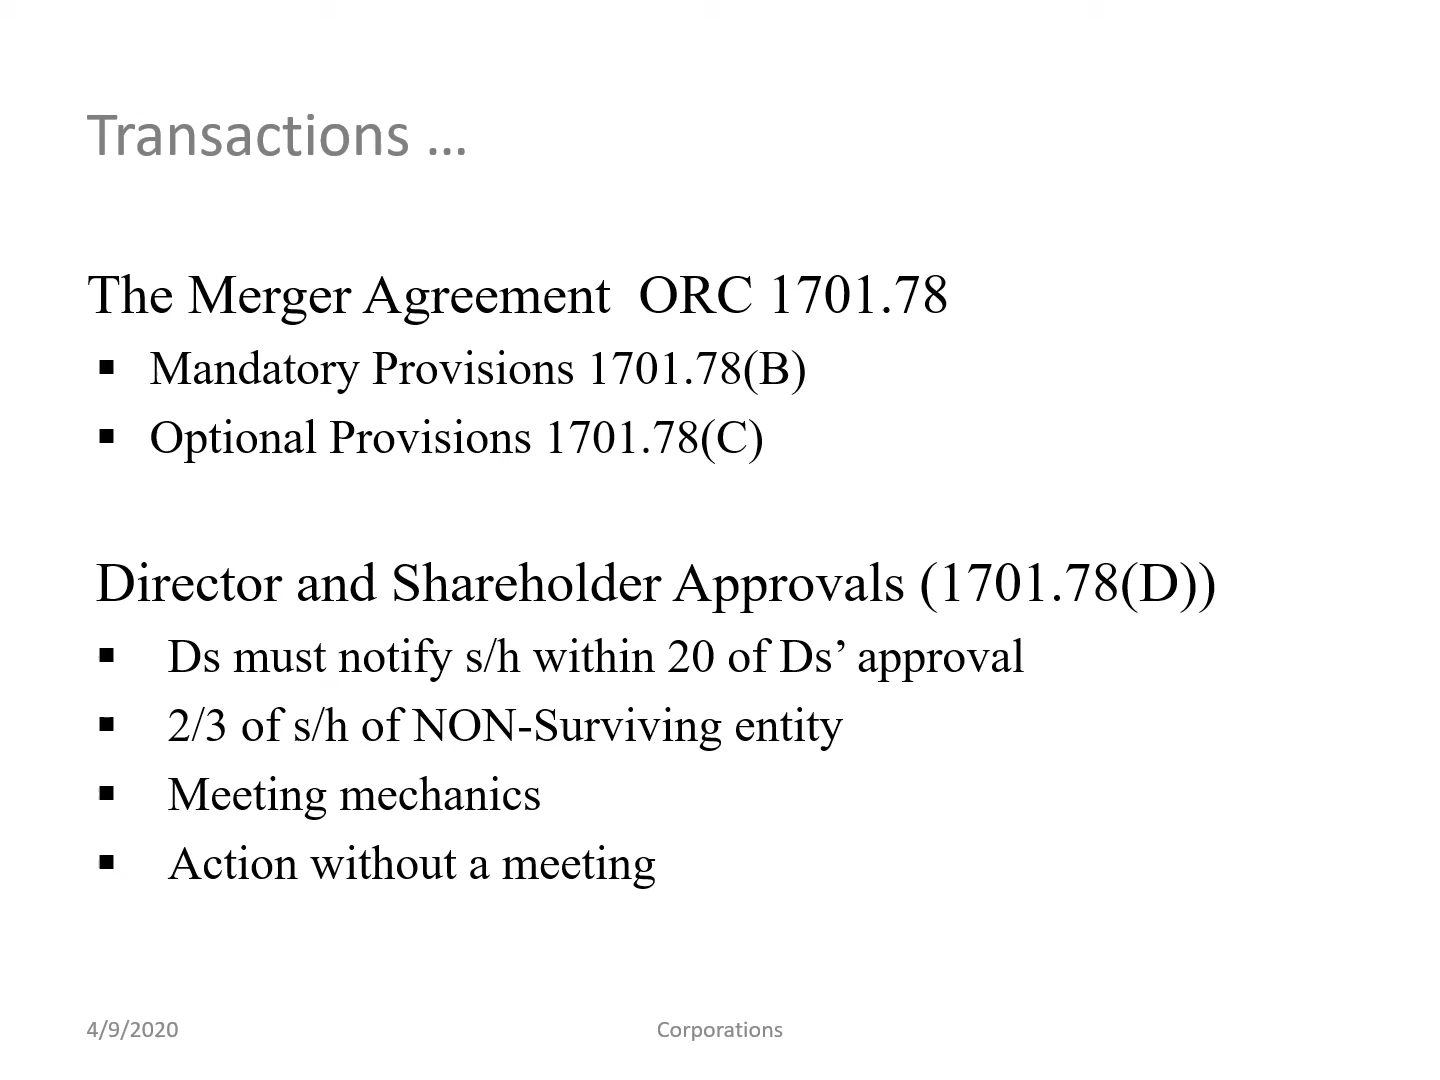 Transactions …
The Merger Agreement  ORC 1701.78
▪ Mandatory Provisions 1701.78(B)
▪ Optional Provisions 1701.78(C)
Director and Shareholder Approvals (1701.78(D))
▪ Ds must notify s/h within 20 of Ds’ approval
▪ 2/3 of s/h of NON-Surviving entity
▪ Meeting mechanics
▪ Action without a meeting
4/9/2020
Corporations